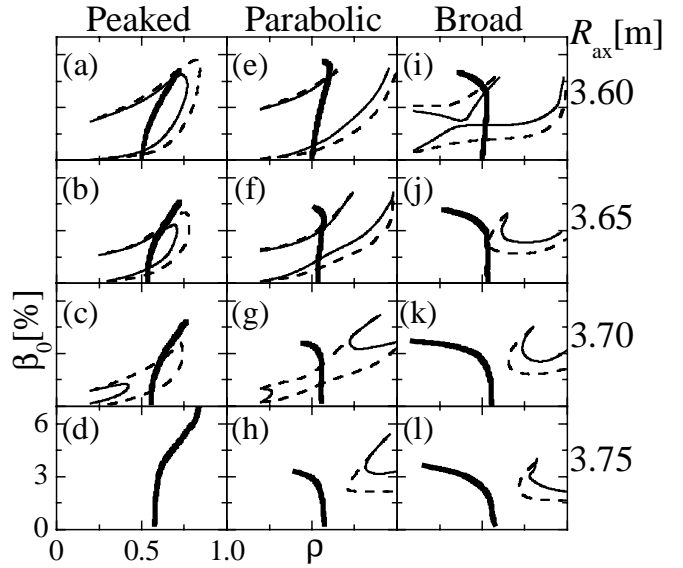 Peaked Parabolic Broad R_ax[m]
(a) (e) (i) 3.60
(b) (f) (j) 3.65
(c) (g) (k) 3.70
(d) (h) (l) 3.75
β_0[%]
6
3
0
0 0.5 1.0 ρ